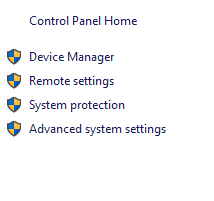 Control Panel Home
Device Manager
Remote settings
System protection
Advanced system settings